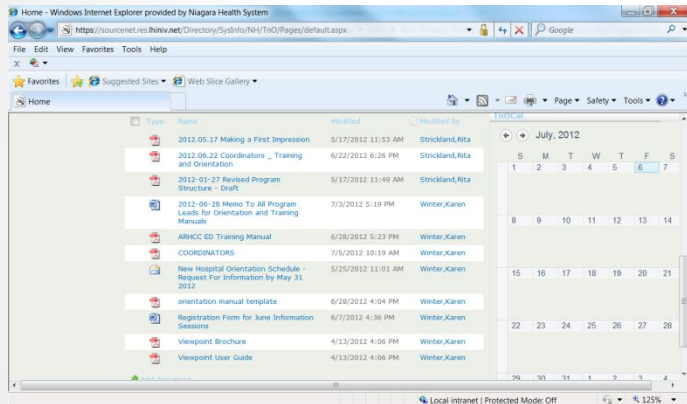 Home - Windows Internet Explorer provided by Niagara Health System
https://sourcenet.res.lhiniv.net/Directory/SysInfo/NH/TnO/Pages/default.aspx
Google
File Edit View Favorites Tools Help
x
Favorites Suggested Sites Web Slice Gallery
Home
Page Safety Tools
Type Name Modified Modified By
TnOCal
2012.05.17 Making a First Impression 5/17/2012 11:53 AM Strickland,Rita
July, 2012
2012.06.22 Coordinators _ Training
and Orientation 6/22/2012 6:26 PM Strickland,Rita
S M T W T F S
1 2 3 4 5 6 7
2012-01-27 Revised Program
Structure - Draft 5/17/2012 11:49 AM Strickland,Rita
2012-06-28 Memo To All Program
Leads for Orientation and Training
Manuals 7/3/2012 5:19 PM Winter,Karen
8 9 10 11 12 13 14
ARHCC ED Training Manual 6/28/2012 5:23 PM Winter,Karen
COORDINATORS 7/5/2012 10:19 AM Winter,Karen
New Hospital Orientation Schedule -
Request For Information by May 31
2012 5/25/2012 11:01 AM Winter,Karen
15 16 17 18 19 20 21
orientation manual template 6/28/2012 4:04 PM Winter,Karen
Registration Form for June Information
Sessions 6/7/2012 4:36 PM Winter,Karen
22 23 24 25 26 27 28
Viewpoint Brochure 4/13/2012 4:06 PM Winter,Karen
Viewpoint User Guide 4/13/2012 4:06 PM Winter,Karen
Add document
29 30 31 1 2 3 4
Local intranet | Protected Mode: Off 125%